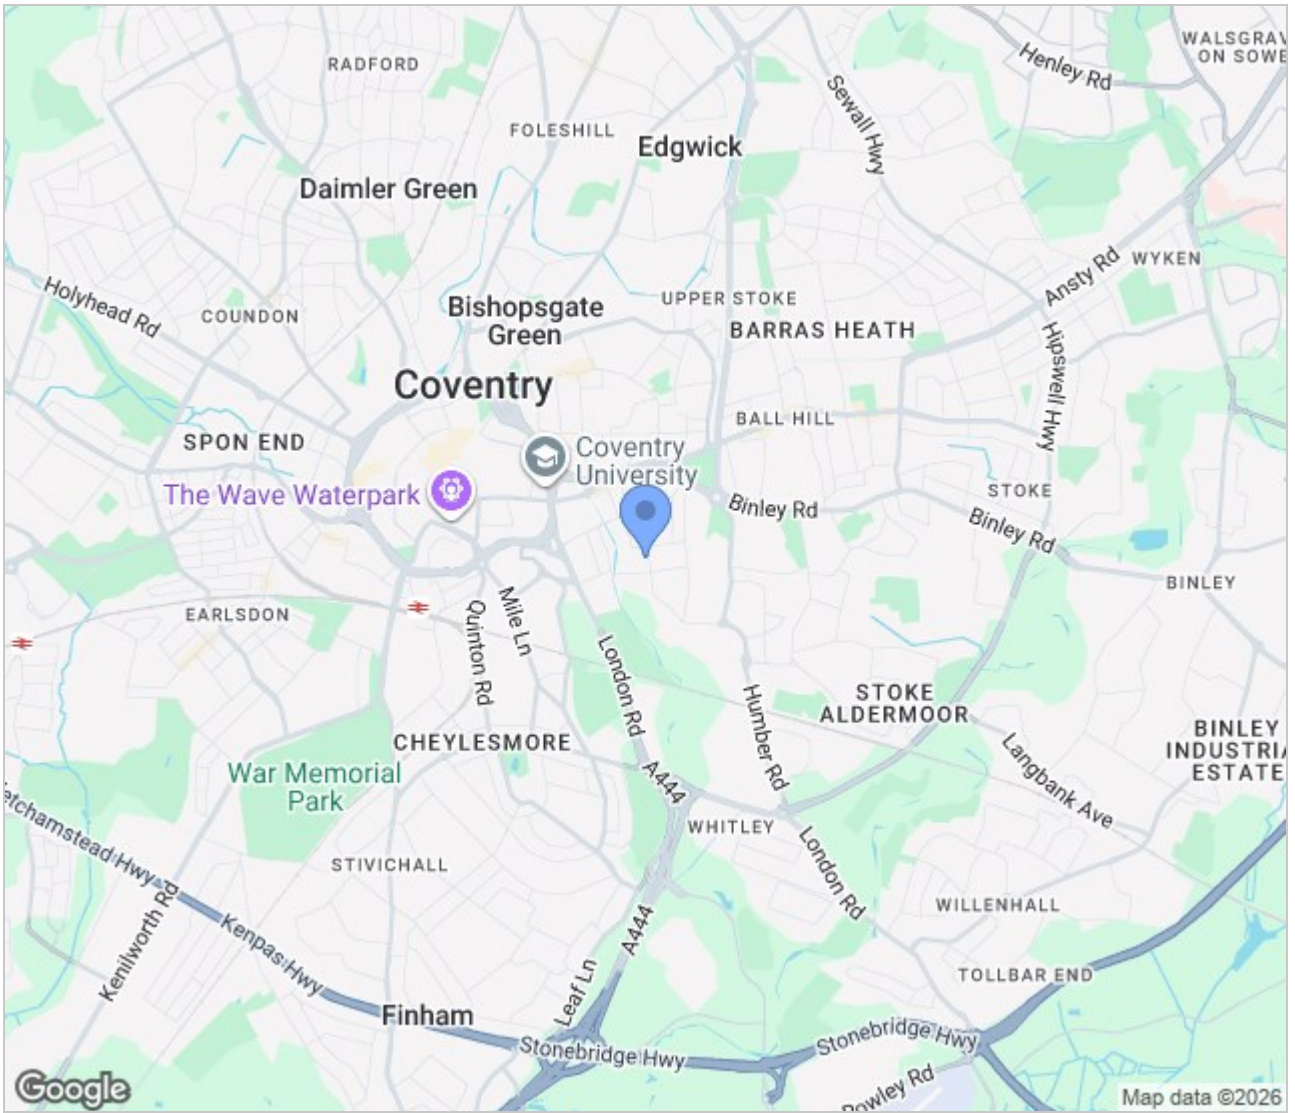 WALSGRAV
ON SOWE
Henley Rd
RADFORD
Sewall Hwy
FOLESHILL
Edgwick
Daimler Green
WYKEN
Ansty Rd
Holyhead Rd
COUNDON
Bishopsgate
Green
UPPER STOKE
BARRAS HEATH
Hipswell Hwy
Coventry
BALL HILL
SPON END
Coventry
University
The Wave Waterpark
STOKE
Binley Rd
Binley Rd
BINLEY
EARLSDON
Mile Ln
Quinton Rd
London Rd
STOKE
ALDERMOOR
Humber Rd
BINLEY
INDUSTRIA
ESTATE
CHEYLESMORE
Langbank Ave
War Memorial
Park
A444
etchamstead Hwy
WHITLEY
London Rd
STIVICHALL
WILLENHALL
Kenilworth Rd
Kenpas Hwy
A444
TOLLBAR END
Leaf Ln
Finham
Stonebridge Hwy
Stonebridge Hwy
Rowley Rd
Google
Map data ©2026